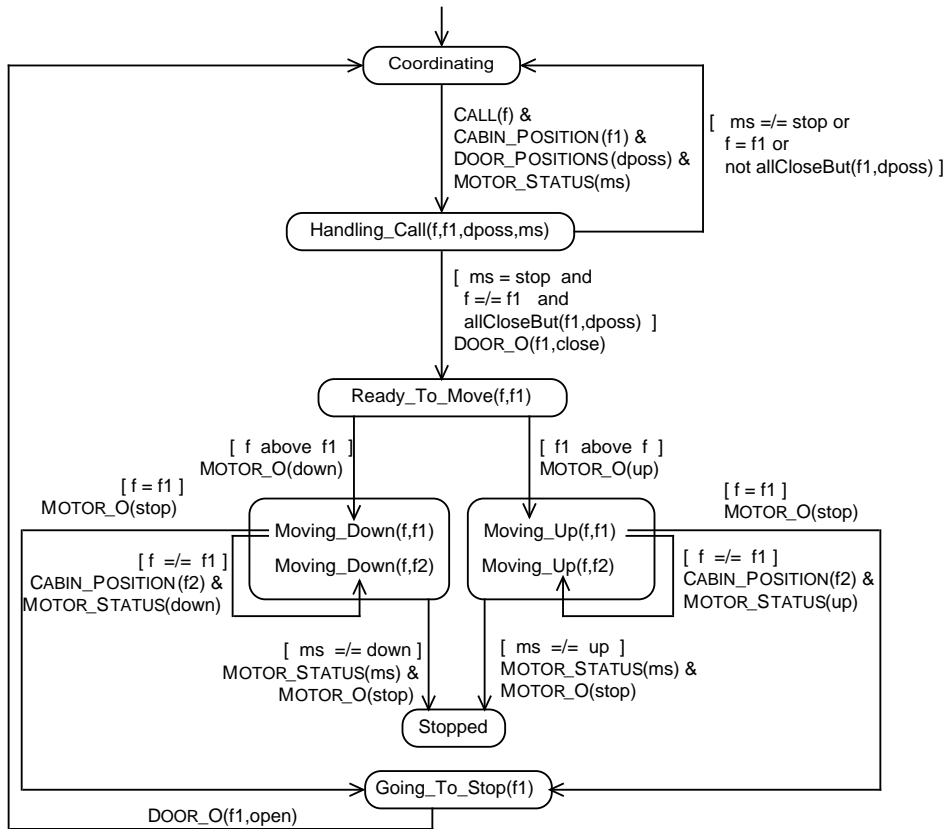 Coordinating
CALL(f) &
CABIN_POSITION(f1) &
DOOR_POSITIONS(dposs) &
MOTOR_STATUS(ms)
[ ms =/= stop or
f = f1 or
not allCloseBut(f1,dposs) ]
Handling_Call(f,f1,dposs,ms)
[ ms = stop and
f =/= f1 and
allCloseBut(f1,dposs) ]
DOOR_O(f1,close)
Ready_To_Move(f,f1)
[ f above f1 ]
MOTOR_O(down)
[ f1 above f ]
MOTOR_O(up)
[ f = f1 ]
MOTOR_O(stop)
[ f = f1 ]
MOTOR_O(stop)
Moving_Down(f,f1)
Moving_Down(f,f2)
Moving_Up(f,f1)
Moving_Up(f,f2)
[ f =/= f1 ]
CABIN_POSITION(f2) &
MOTOR_STATUS(down)
[ f =/= f1 ]
CABIN_POSITION(f2) &
MOTOR_STATUS(up)
[ ms =/= down ]
MOTOR_STATUS(ms) &
MOTOR_O(stop)
[ ms =/= up ]
MOTOR_STATUS(ms) &
MOTOR_O(stop)
Stopped
Going_To_Stop(f1)
DOOR_O(f1,open)